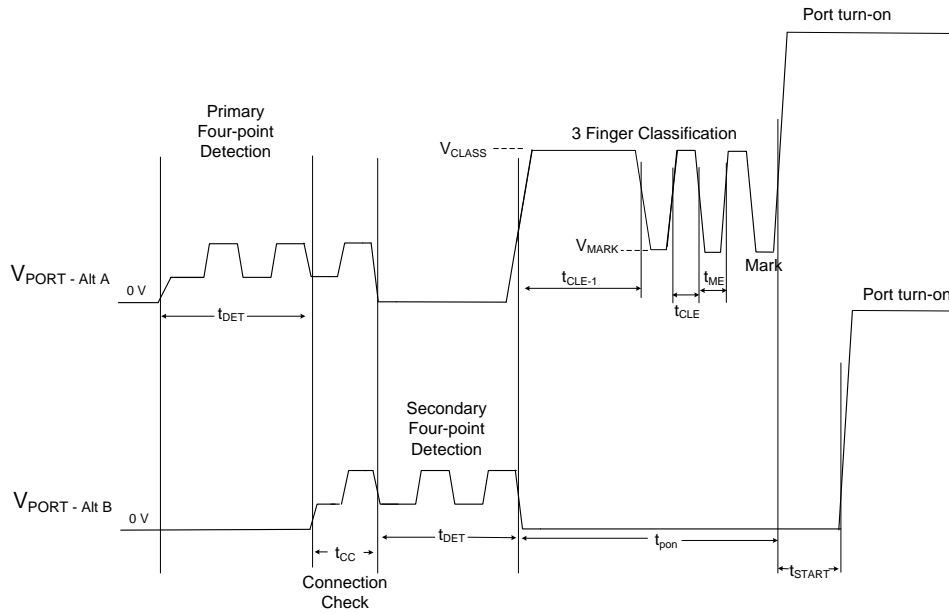 Port turn-on
Primary
Four-point
Detection
3 Finger Classification
VCLASS
VMARK
Mark
VPORT - Alt A
0 V
tDET
tCLE-1
tCLE
tME
Port turn-on
Secondary
Four-point
Detection
VPORT - Alt B
0 V
tCC
tDET
tpon
tSTART
Connection
Check